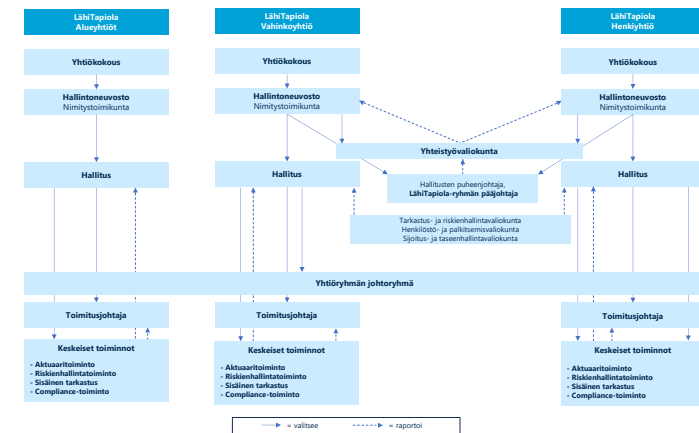 LähiTapiola
Alueyhtiöt
LähiTapiola
Vahinkoyhtiö
LähiTapiola
Henkiyhtiö
Yhtiökokous
Yhtiökokous
Yhtiökokous
Hallintoneuvosto
Nimitystoimikunta
Hallintoneuvosto
Nimitystoimikunta
Hallintoneuvosto
Nimitystoimikunta
Yhteistyövaliokunta
Hallitus
Hallitus
Hallitus
Hallitusten puheenjohtaja,
LähiTapiola-ryhmän pääjohtaja
Tarkastus- ja riskienhallintavaliokunta
Henkilöstö- ja palkitsemisvaliokunta
Sijoitus- ja taseenhallintavaliokunta
Yhtiöryhmän johtoryhmä
Toimitusjohtaja
Toimitusjohtaja
Toimitusjohtaja
Keskeiset toiminnot
- Aktuaaritoiminto
- Riskienhallintatoiminto
- Sisäinen tarkastus
- Compliance-toiminto
Keskeiset toiminnot
- Aktuaaritoiminto
- Riskienhallintatoiminto
- Sisäinen tarkastus
- Compliance-toiminto
Keskeiset toiminnot
- Aktuaaritoiminto
- Riskienhallintatoiminto
- Sisäinen tarkastus
- Compliance-toiminto
= valitsee
= raportoi